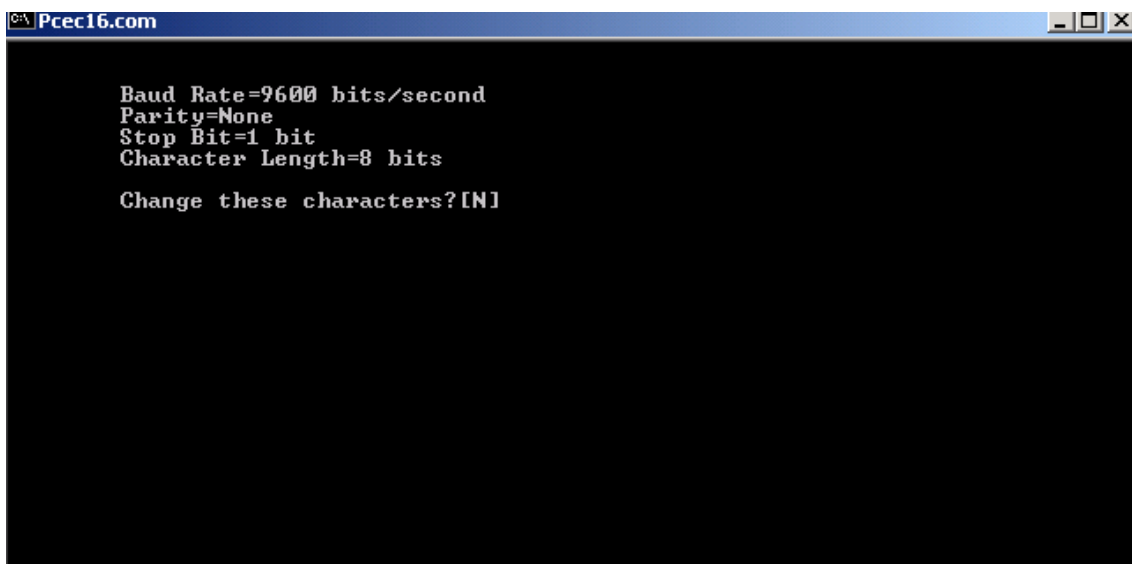 Pcec16.com
Baud Rate=9600 bits/second
Parity=None
Stop Bit=1 bit
Character Length=8 bits
Change these characters?[N]